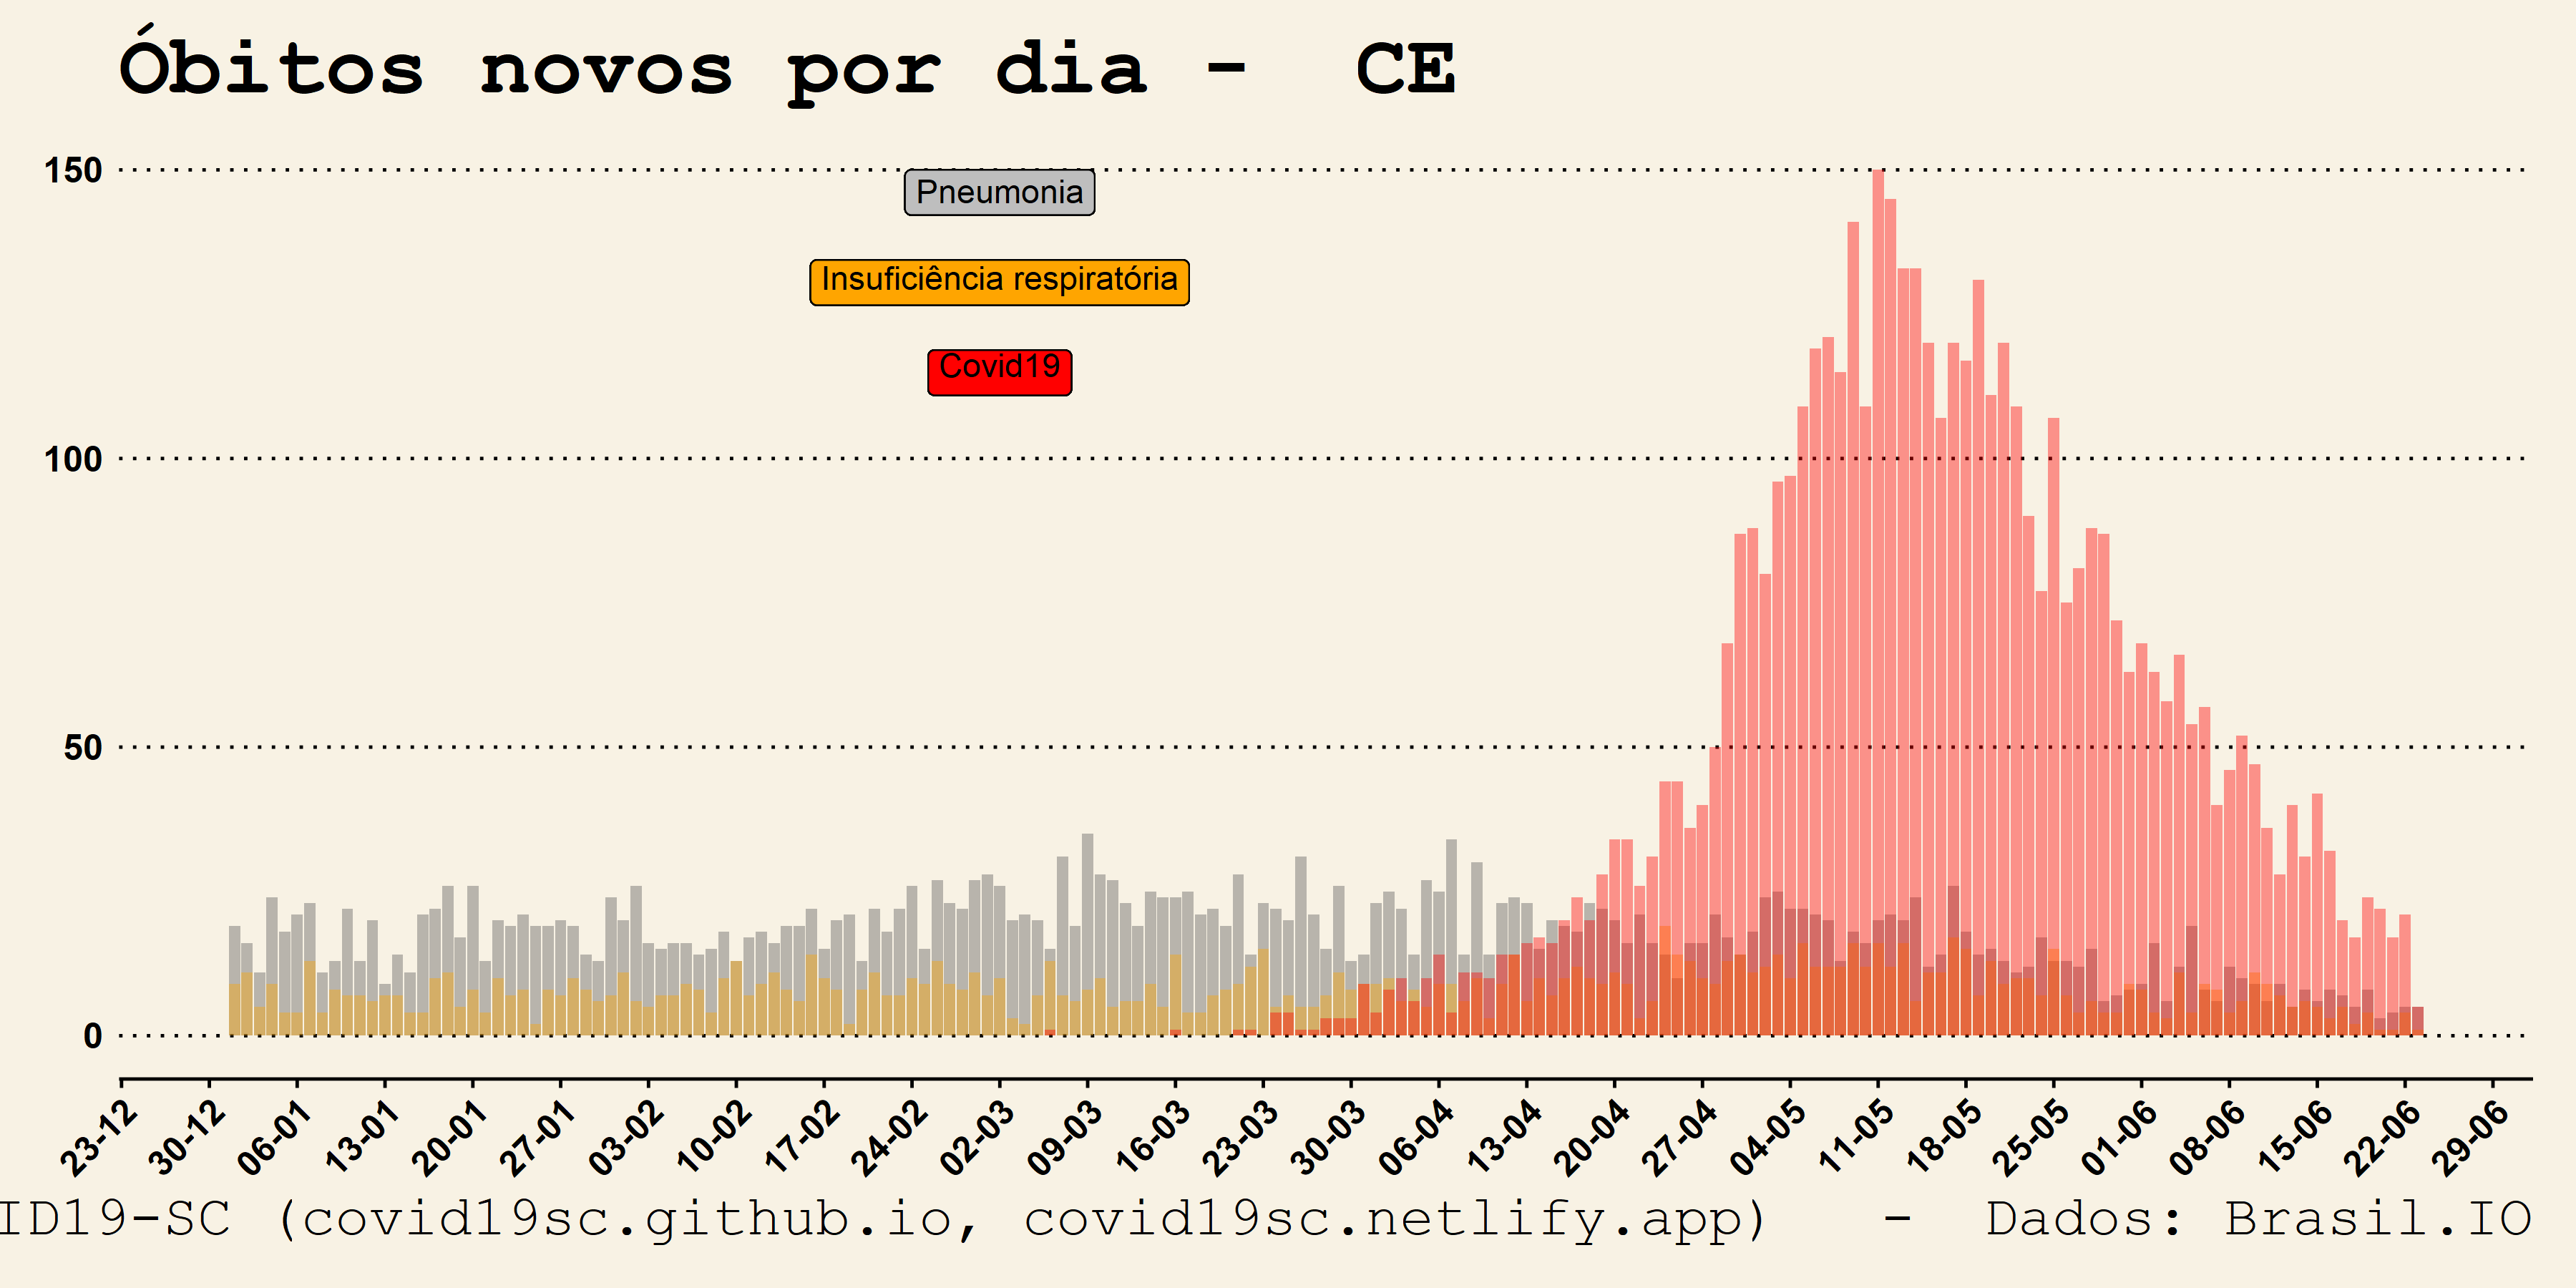 Óbitos novos por dia - CE
150
Pneumonia
Insuficiência respiratória
Covid19
100
50
0
23-12 30-12 06-01 13-01 20-01 27-01 03-02 10-02 17-02 24-02 02-03 09-03 16-03 23-03 30-03 06-04 13-04 20-04 27-04 04-05 11-05 18-05 25-05 01-06 08-06 15-06 22-06 29-06
ID19-SC (covid19sc.github.io, covid19sc.netlify.app) - Dados: Brasil.IO